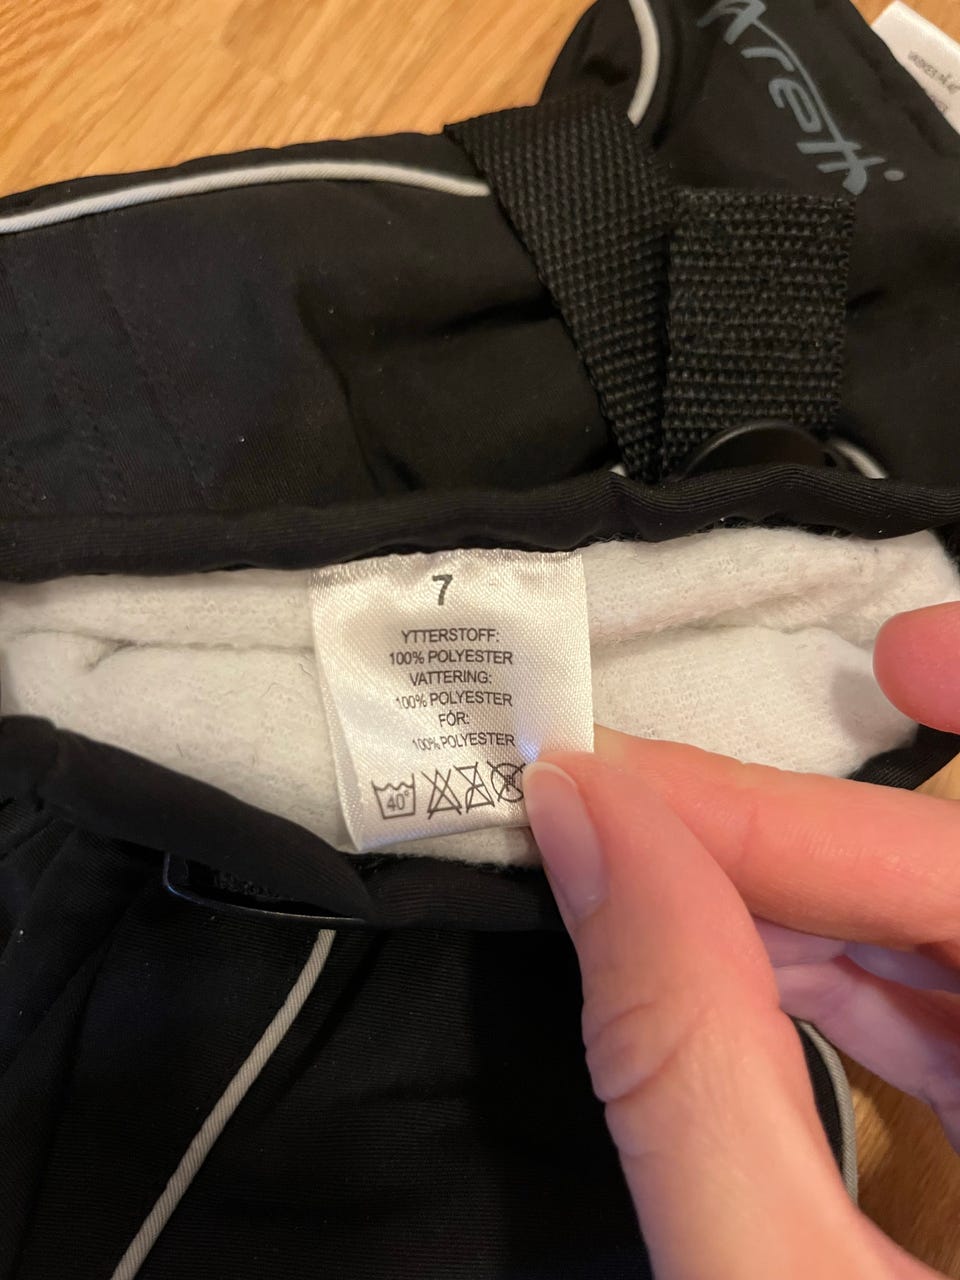 7
YTTERSTOFF:
100% POLYESTER
VATTERING:
100% POLYESTER
FÓR:
100% POLYESTER
40°